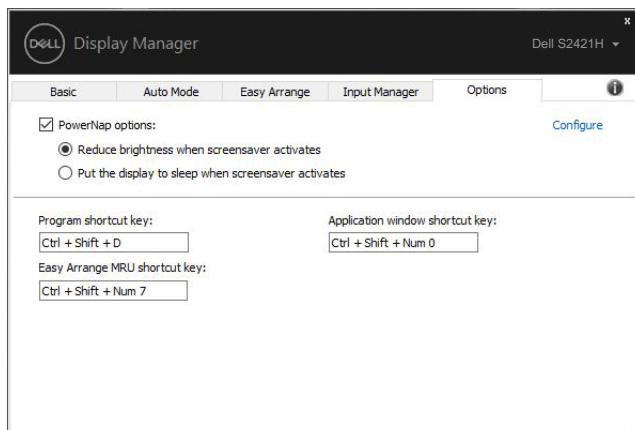 DELL Display Manager
x
Dell S2421H
Basic Auto Mode Easy Arrange Input Manager Options i
PowerNap options: Configure
Reduce brightness when screensaver activates
Put the display to sleep when screensaver activates
Program shortcut key: Application window shortcut key:
Ctrl + Shift + D Ctrl + Shift + Num 0
Easy Arrange MRU shortcut key:
Ctrl + Shift + Num 7